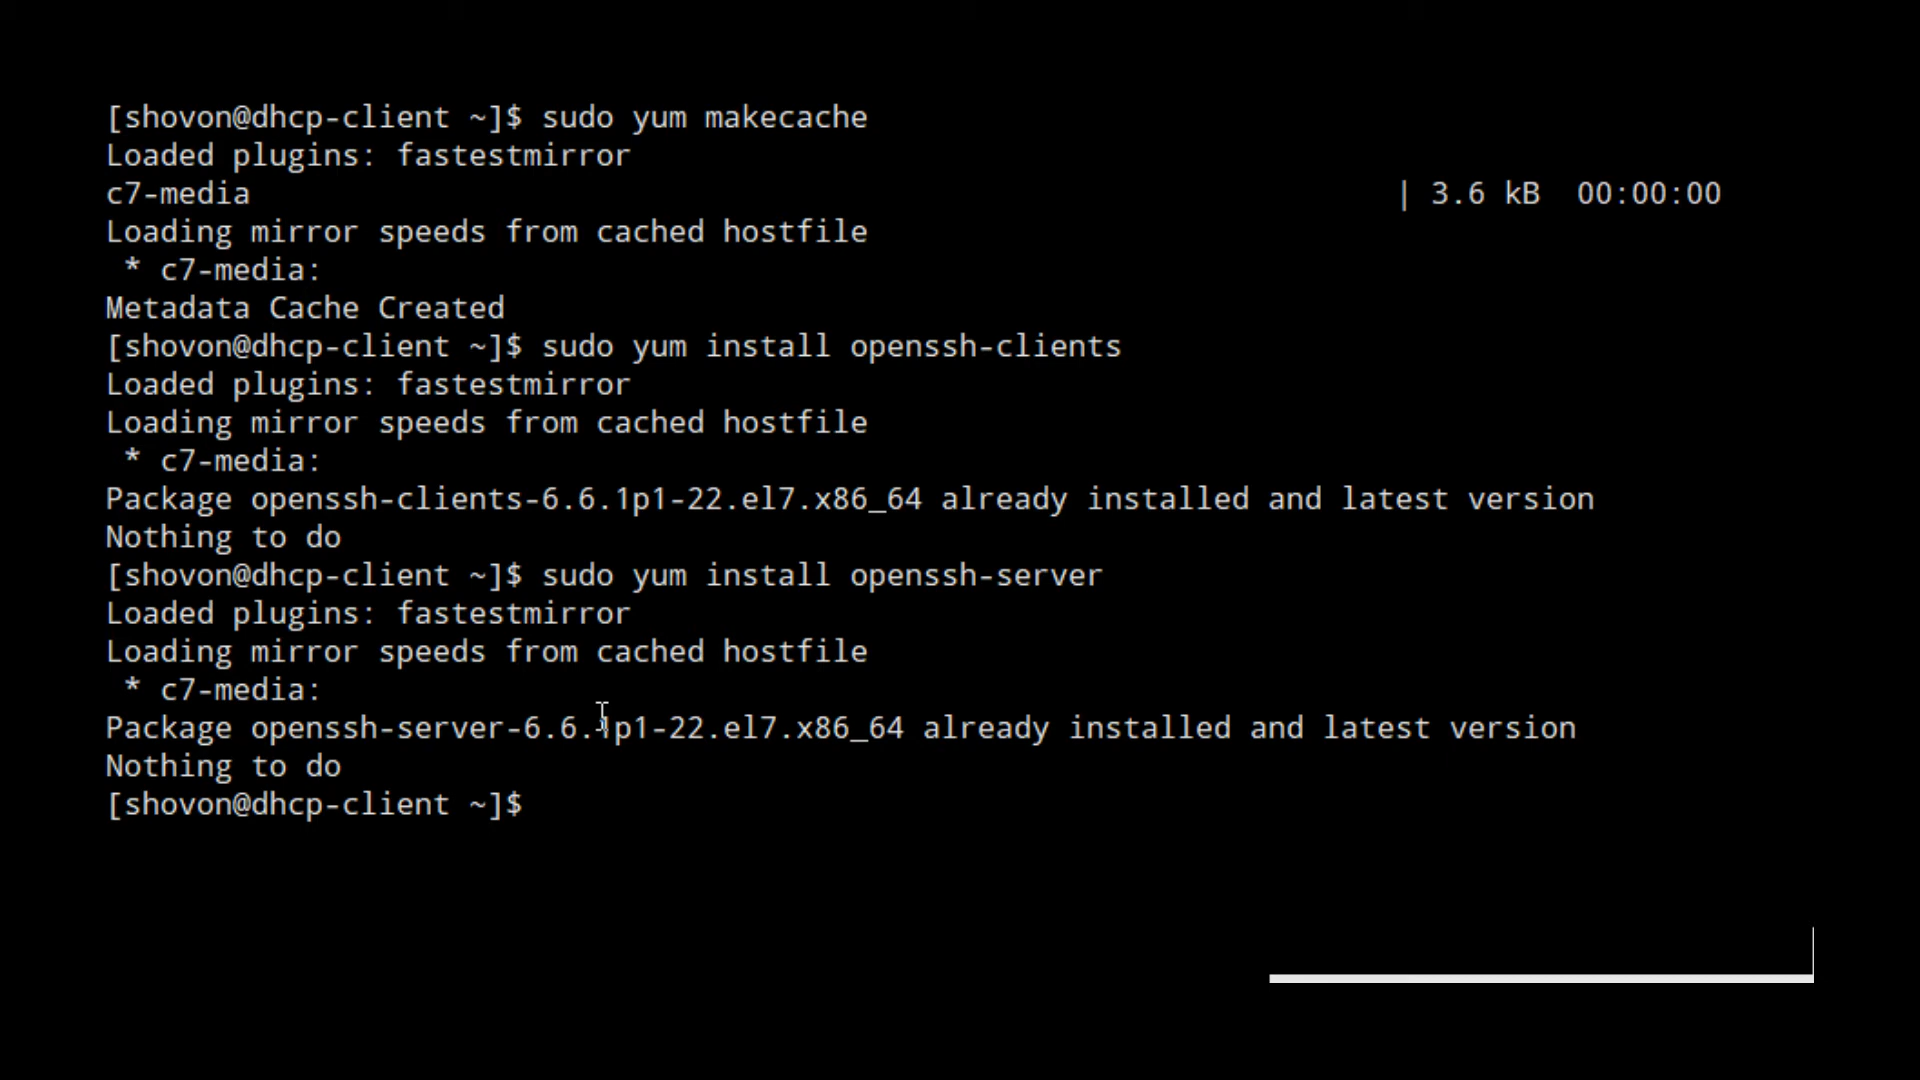 [shovon@dhcp-client ~]$ sudo yum makecache
Loaded plugins: fastestmirror
c7-media | 3.6 kB 00:00:00
Loading mirror speeds from cached hostfile
 * c7-media:
Metadata Cache Created
[shovon@dhcp-client ~]$ sudo yum install openssh-clients
Loaded plugins: fastestmirror
Loading mirror speeds from cached hostfile
 * c7-media:
Package openssh-clients-6.6.1p1-22.el7.x86_64 already installed and latest version
Nothing to do
[shovon@dhcp-client ~]$ sudo yum install openssh-server
Loaded plugins: fastestmirror
Loading mirror speeds from cached hostfile
 * c7-media:
Package openssh-server-6.6.1p1-22.el7.x86_64 already installed and latest version
Nothing to do
[shovon@dhcp-client ~]$